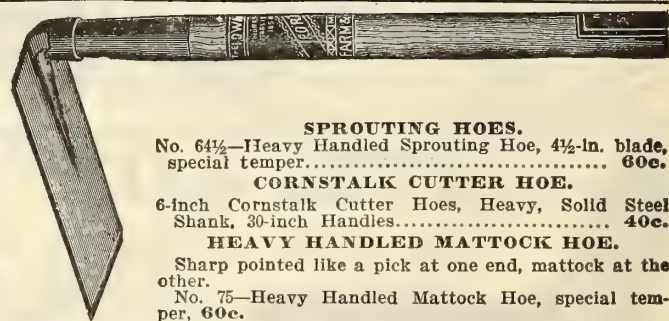 SPROUTING HOES.
No. 64½—Heavy Handled Sprouting Hoe, 4½-in. blade,
special temper.................................... 60c.
CORNSTALK CUTTER HOE.
6-inch Cornstalk Cutter Hoes, Heavy, Solid Steel
Shank, 30-inch Handles......................... 40c.
HEAVY HANDLED MATTOCK HOE.
Sharp pointed like a pick at one end, mattock at the
other.
No. 75—Heavy Handled Mattock Hoe, special tem-
per, 60c.